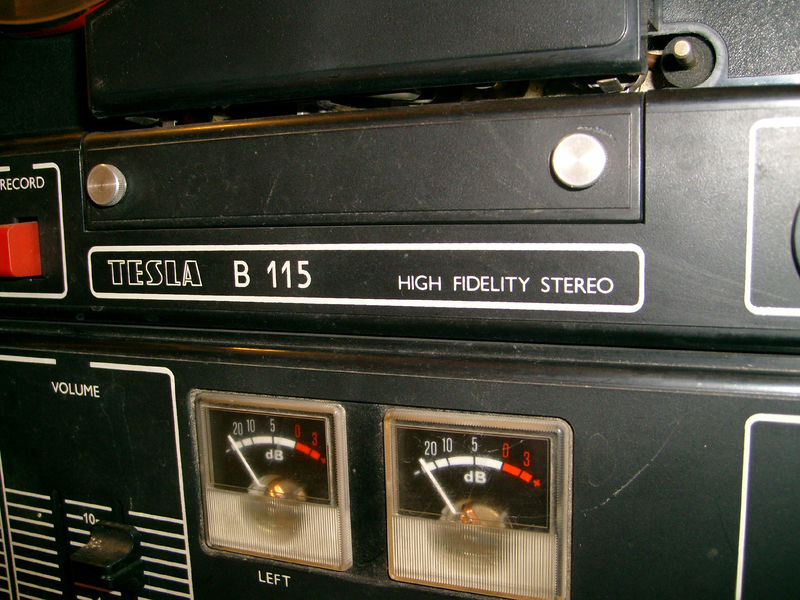 RECORD
TESLA B 115 HIGH FIDELITY STEREO
VOLUME
20 10 5 0 3
dB
20 10 5 0 3
dB
10
LEFT